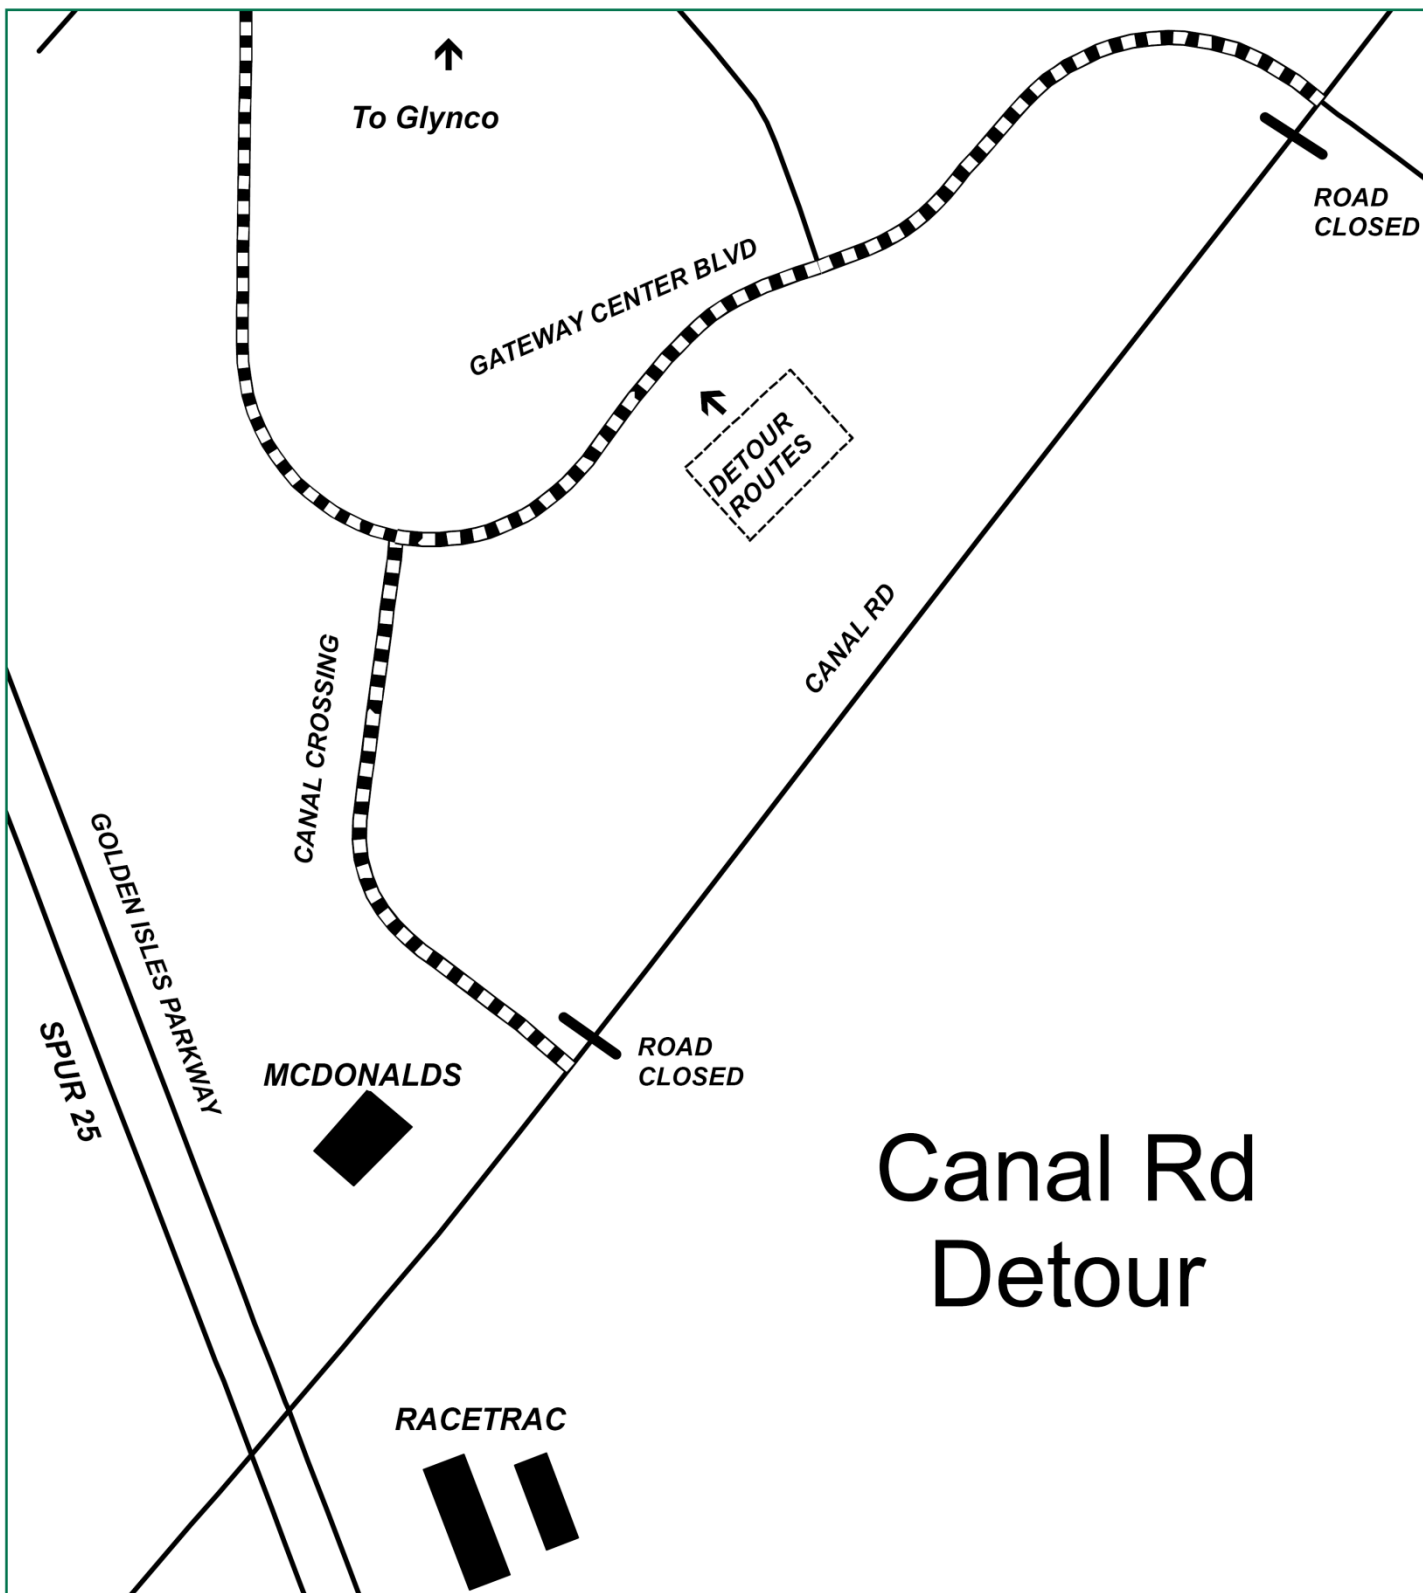 To Glynco
ROAD
CLOSED
GATEWAY CENTER BLVD
DETOUR
ROUTES
CANAL RD
CANAL CROSSING
GOLDEN ISLES PARKWAY
SPUR 25
MCDONALDS
ROAD
CLOSED
Canal Rd
Detour
RACETRAC